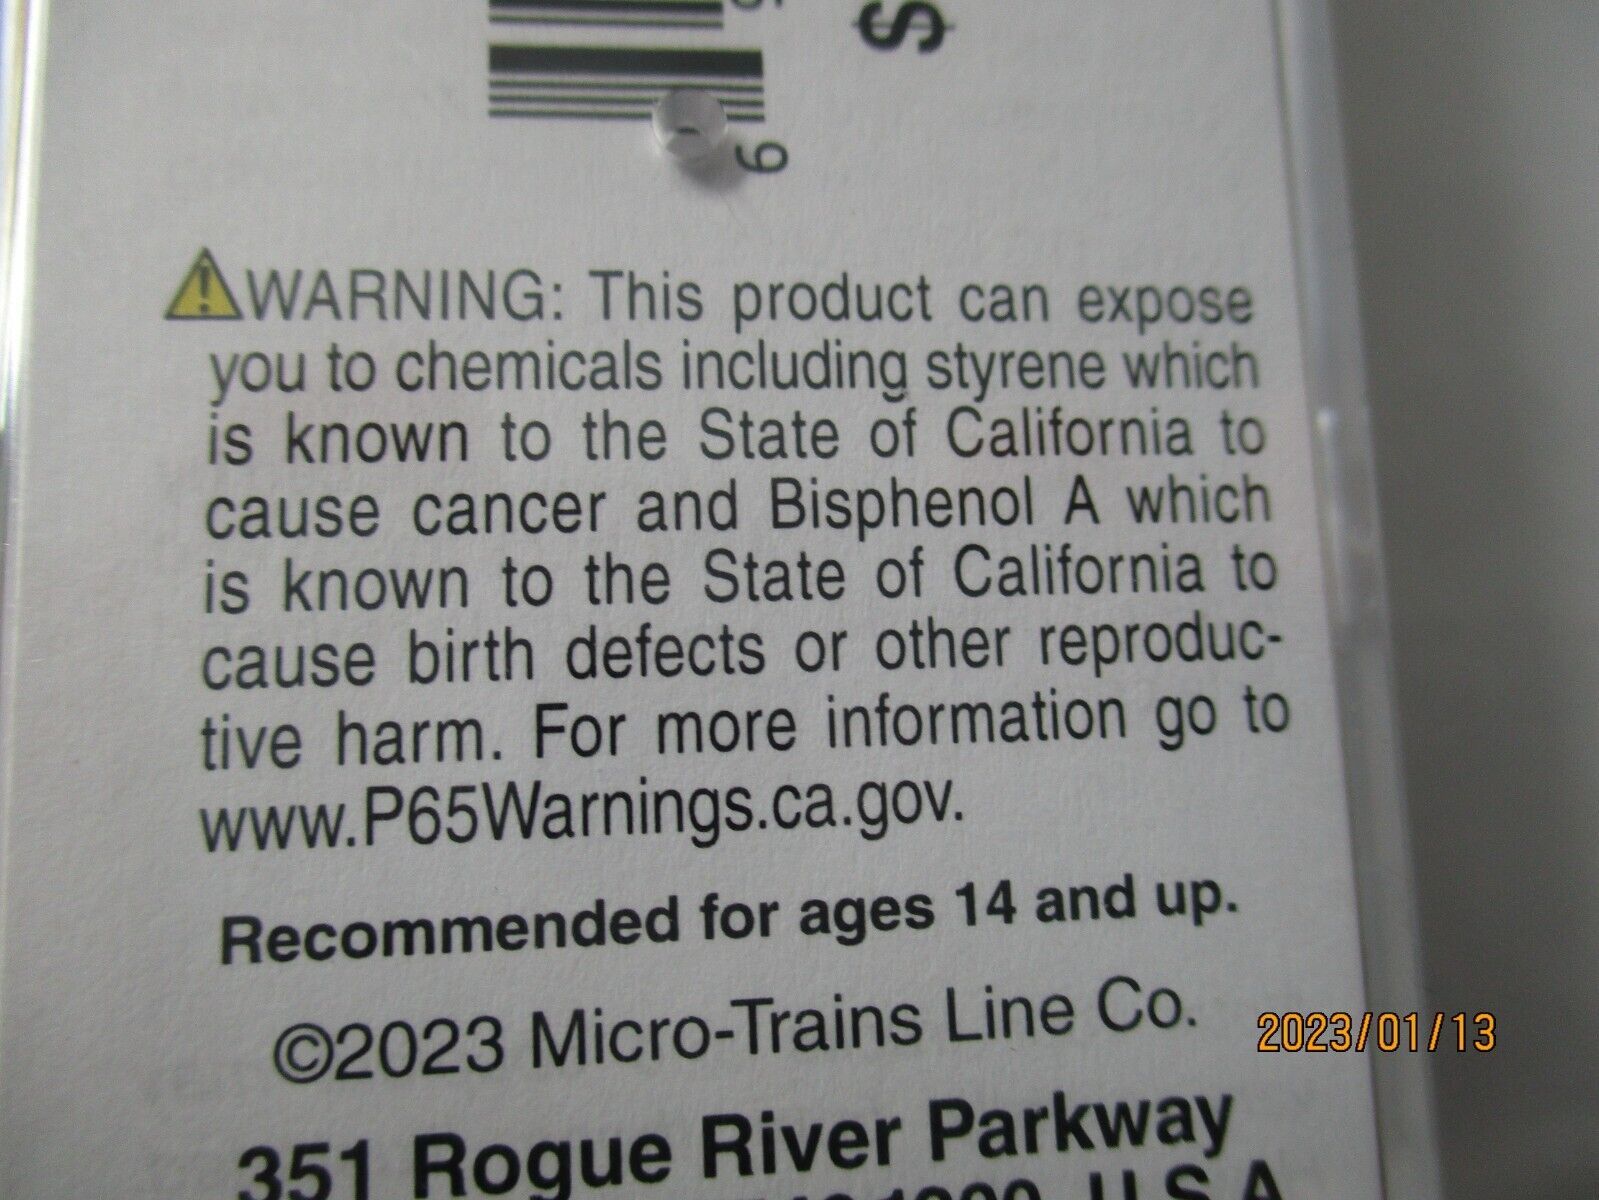 $
9
WARNING: This product can expose
you to chemicals including styrene which
is known to the State of California to
cause cancer and Bisphenol A which
is known to the State of California to
cause birth defects or other reproduc-
tive harm. For more information go to
www.P65Warnings.ca.gov.
Recommended for ages 14 and up.
©2023 Micro-Trains Line Co.
2023/01/13
351 Rogue River Parkway
U.S.A.